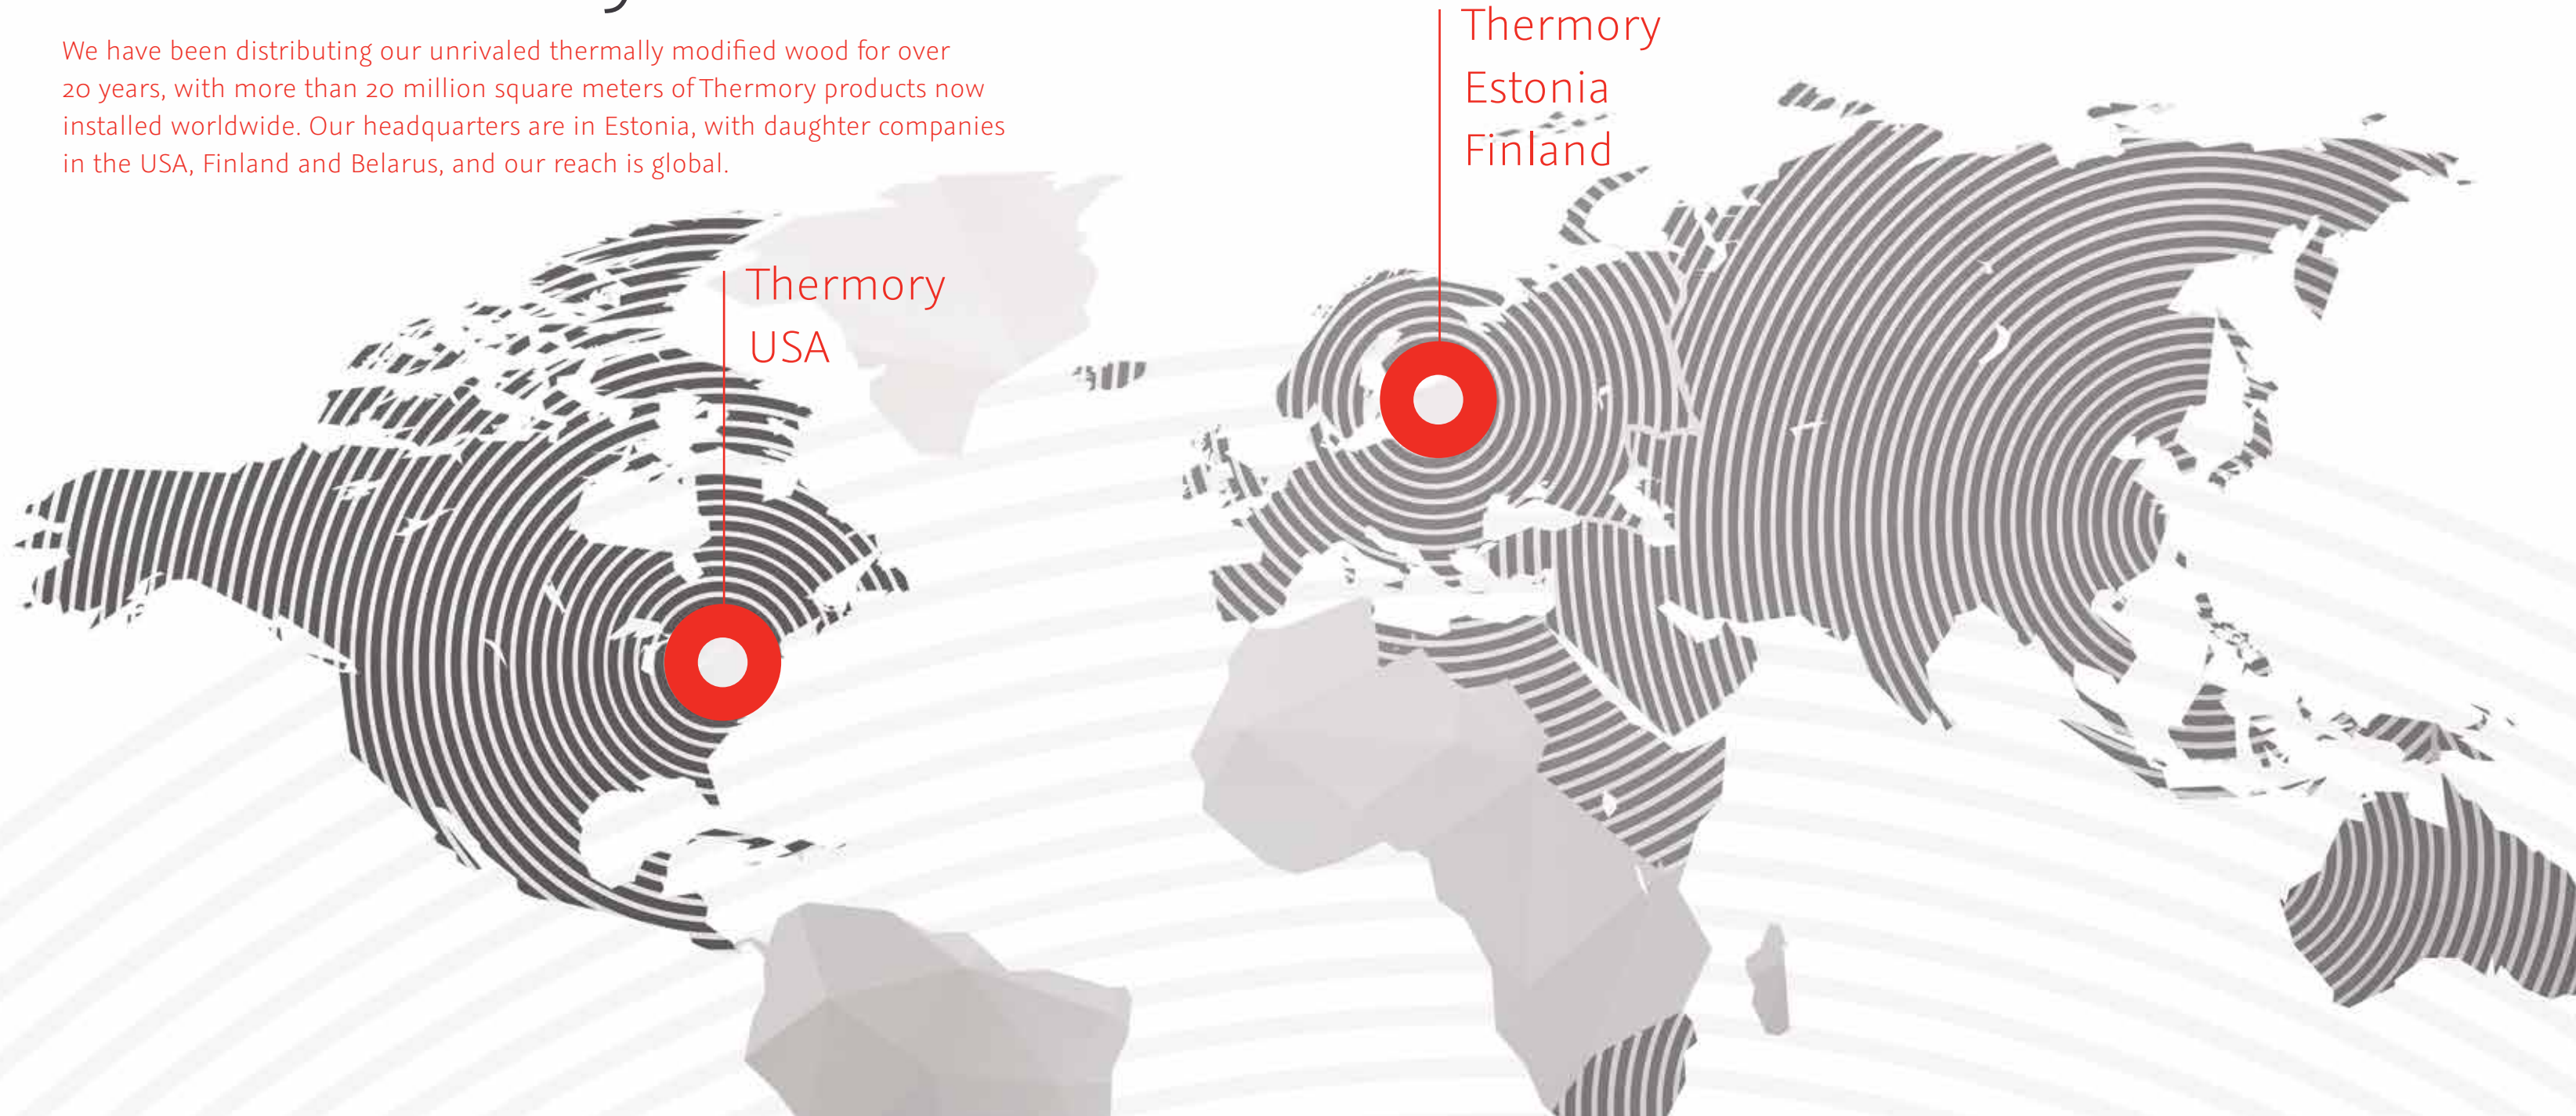 We have been distributing our unrivaled thermally modified wood for over
20 years, with more than 20 million square meters of Thermory products now
installed worldwide. Our headquarters are in Estonia, with daughter companies
in the USA, Finland and Belarus, and our reach is global.
Thermory
Estonia
Finland
Thermory
USA